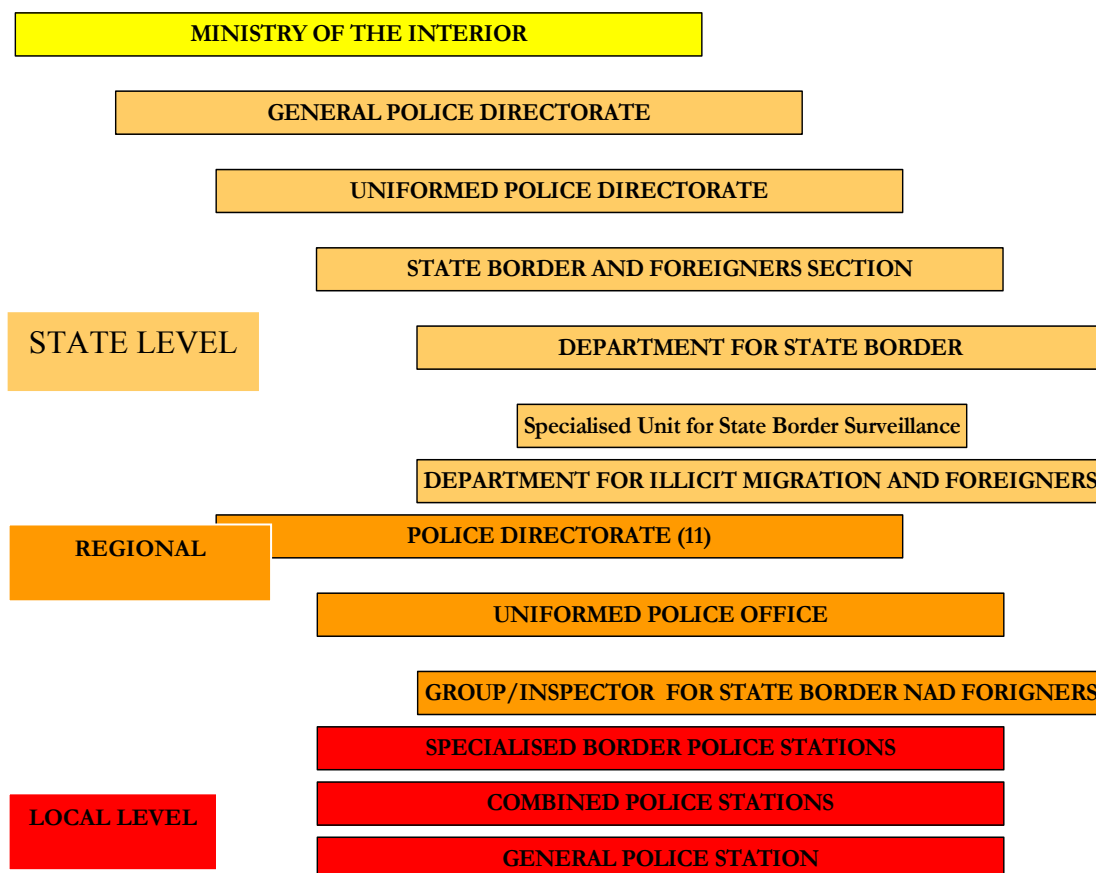 MINISTRY OF THE INTERIOR
GENERAL POLICE DIRECTORATE
UNIFORMED POLICE DIRECTORATE
STATE BORDER AND FOREIGNERS SECTION
STATE LEVEL
DEPARTMENT FOR STATE BORDER
Specialised Unit for State Border Surveillance
DEPARTMENT FOR ILLICIT MIGRATION AND FOREIGNERS
POLICE DIRECTORATE (11)
REGIONAL
UNIFORMED POLICE OFFICE
GROUP/INSPECTOR FOR STATE BORDER NAD FORIGNERS
SPECIALISED BORDER POLICE STATIONS
COMBINED POLICE STATIONS
LOCAL LEVEL
GENERAL POLICE STATION